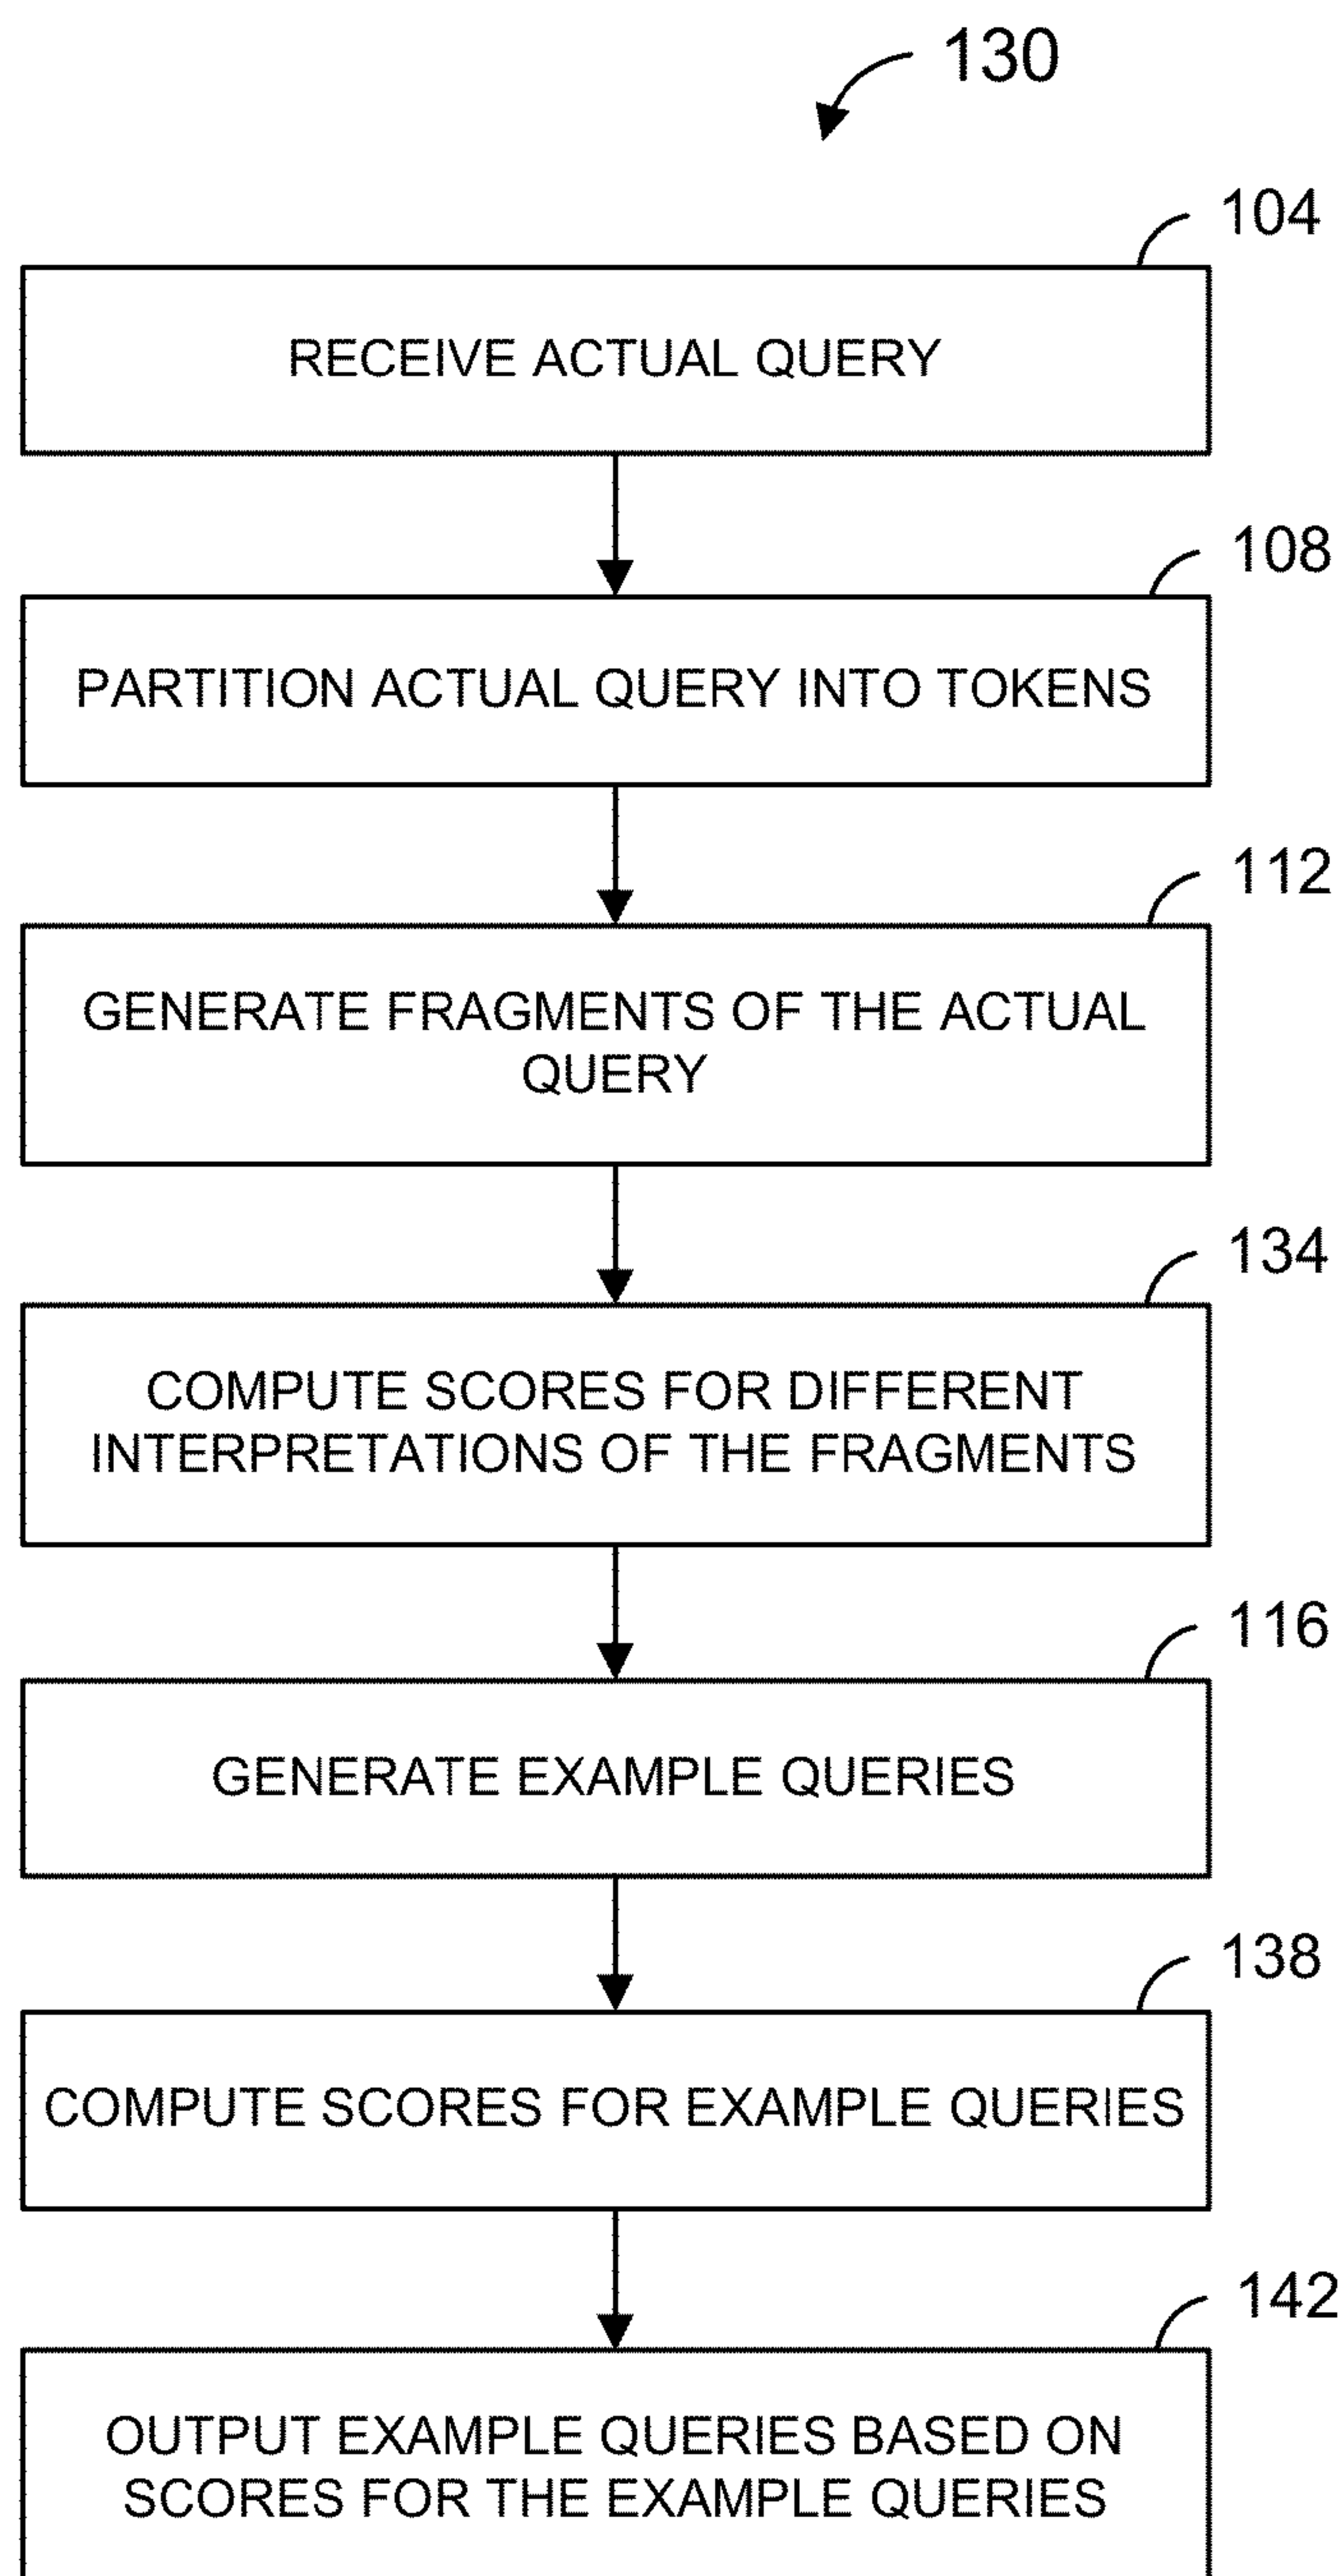 130
104
RECEIVE ACTUAL QUERY
108
PARTITION ACTUAL QUERY INTO TOKENS
112
GENERATE FRAGMENTS OF THE ACTUAL
QUERY
134
COMPUTE SCORES FOR DIFFERENT
INTERPRETATIONS OF THE FRAGMENTS
116
GENERATE EXAMPLE QUERIES
138
COMPUTE SCORES FOR EXAMPLE QUERIES
142
OUTPUT EXAMPLE QUERIES BASED ON
SCORES FOR THE EXAMPLE QUERIES